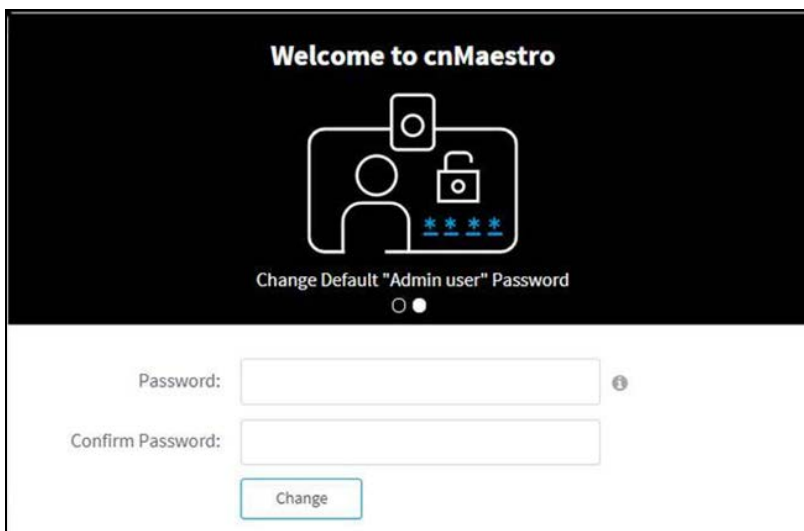 Welcome to cnMaestro
* * * *
Change Default "Admin user" Password
Password:
Confirm Password:
Change